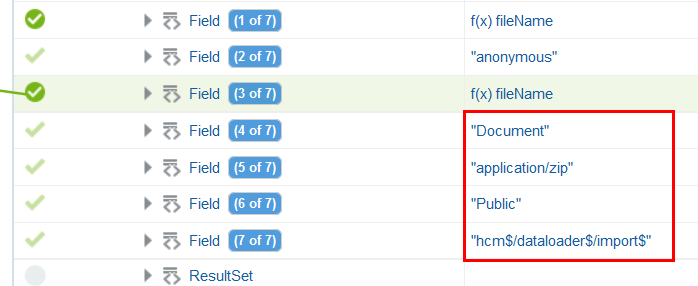 Field (1 of 7) f(x) fileName
Field (2 of 7) "anonymous"
Field (3 of 7) f(x) fileName
Field (4 of 7) "Document"
Field (5 of 7) "application/zip"
Field (6 of 7) "Public"
Field (7 of 7) "hcm$/dataloader$/import$"
ResultSet